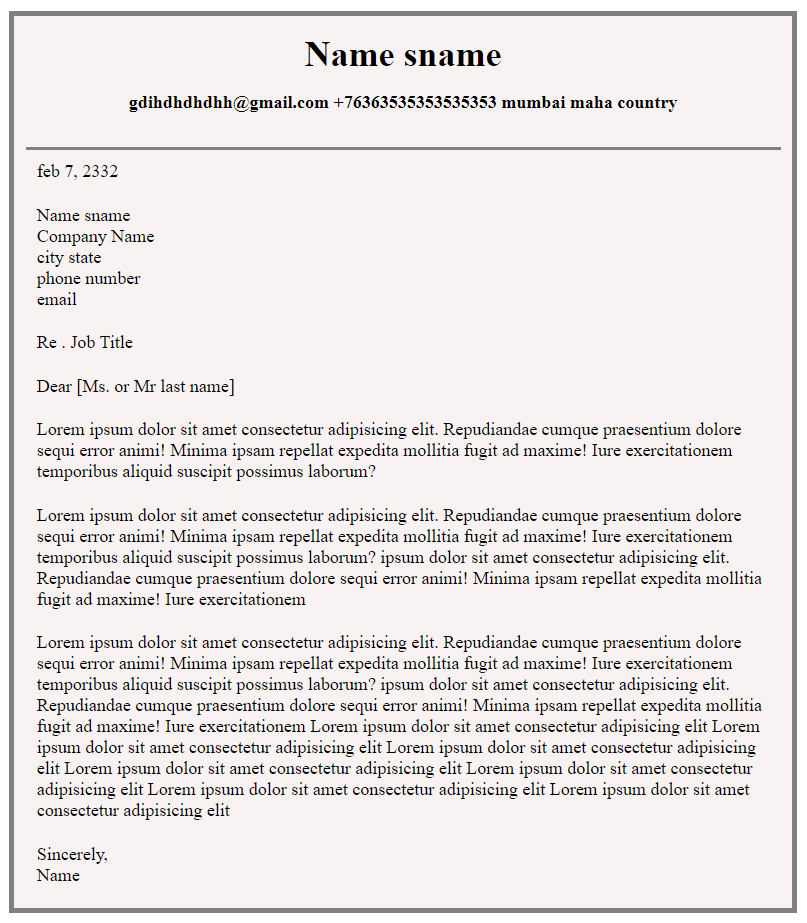 Name sname
gdihdhdhdhh@gmail.com +76363535353535353 mumbai maha country
feb 7, 2332
Name sname
Company Name
city state
phone number
email
Re . Job Title
Dear [Ms. or Mr last name]
Lorem ipsum dolor sit amet consectetur adipisicing elit. Repudiandae cumque praesentium dolore
sequi error animi! Minima ipsam repellat expedita mollitia fugit ad maxime! Iure exercitationem
temporibus aliquid suscipit possimus laborum?
Lorem ipsum dolor sit amet consectetur adipisicing elit. Repudiandae cumque praesentium dolore
sequi error animi! Minima ipsam repellat expedita mollitia fugit ad maxime! Iure exercitationem
temporibus aliquid suscipit possimus laborum? ipsum dolor sit amet consectetur adipisicing elit.
Repudiandae cumque praesentium dolore sequi error animi! Minima ipsam repellat expedita mollitia
fugit ad maxime! Iure exercitationem
Lorem ipsum dolor sit amet consectetur adipisicing elit. Repudiandae cumque praesentium dolore
sequi error animi! Minima ipsam repellat expedita mollitia fugit ad maxime! Iure exercitationem
temporibus aliquid suscipit possimus laborum? ipsum dolor sit amet consectetur adipisicing elit.
Repudiandae cumque praesentium dolore sequi error animi! Minima ipsam repellat expedita mollitia
fugit ad maxime! Iure exercitationem Lorem ipsum dolor sit amet consectetur adipisicing elit Lorem
ipsum dolor sit amet consectetur adipisicing elit Lorem ipsum dolor sit amet consectetur adipisicing
elit Lorem ipsum dolor sit amet consectetur adipisicing elit Lorem ipsum dolor sit amet consectetur
adipisicing elit Lorem ipsum dolor sit amet consectetur adipisicing elit Lorem ipsum dolor sit amet
consectetur adipisicing elit
Sincerely,
Name